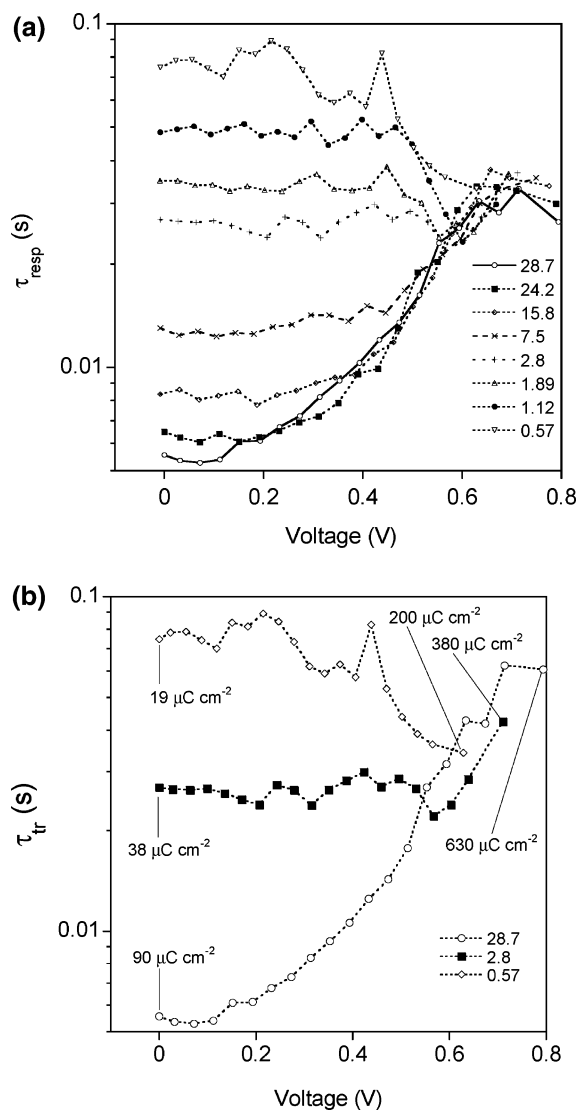 (a)
0.1
0.01
τresp (s)
28.7
24.2
15.8
7.5
2.8
1.89
1.12
0.57
0 0.2 0.4 0.6 0.8
Voltage (V)
(b)
0.1
0.01
τtr (s)
200 μC cm-2
380 μC cm-2
19 μC cm-2
38 μC cm-2
630 μC cm-2
90 μC cm-2
28.7
2.8
0.57
0 0.2 0.4 0.6 0.8
Voltage (V)